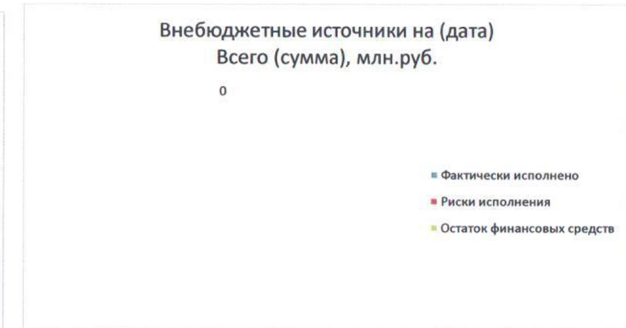 Внебюджетные источники на (дата)
Всего (сумма), млн.руб.
0
Фактически исполнено
Риски исполнения
Остаток финансовых средств